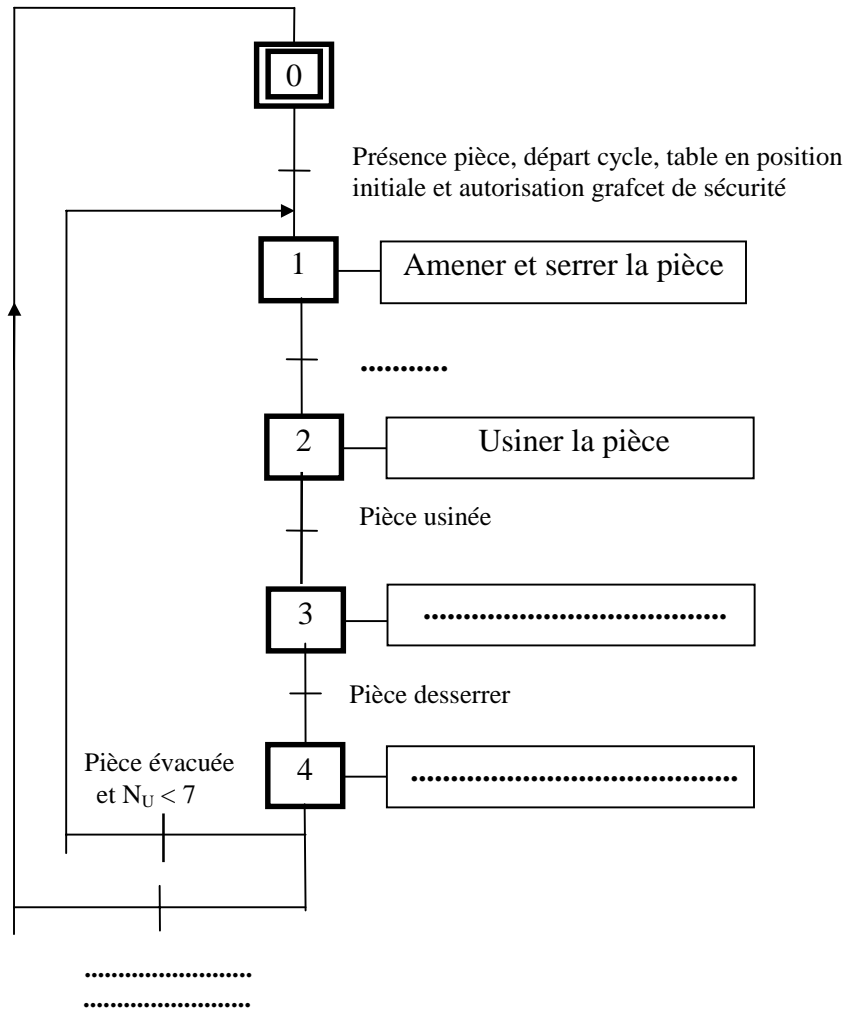 0
Présence pièce, départ cycle, table en position
initiale et autorisation grafcet de sécurité
1
Amener et serrer la pièce
...........
2
Usiner la pièce
Pièce usinée
3
......................................
Pièce desserrer
4
.........................................
Pièce évacuée
et N_U < 7
.........................
.........................